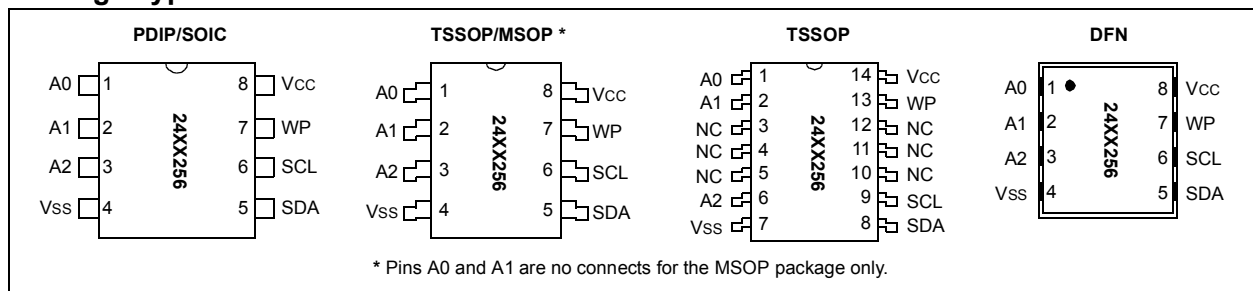 PDIP/SOIC
A0 1 8 VCC
A1 2 7 WP
A2 3 6 SCL
VSS 4 5 SDA
24XX256
TSSOP/MSOP *
A0 1 8 VCC
A1 2 7 WP
A2 3 6 SCL
VSS 4 5 SDA
24XX256
TSSOP
A0 1 14 VCC
A1 2 13 WP
NC 3 12 NC
NC 4 11 NC
NC 5 10 NC
A2 6 9 SCL
VSS 7 8 SDA
24XX256
DFN
A0 1 8 VCC
A1 2 7 WP
A2 3 6 SCL
VSS 4 5 SDA
24XX256
* Pins A0 and A1 are no connects for the MSOP package only.